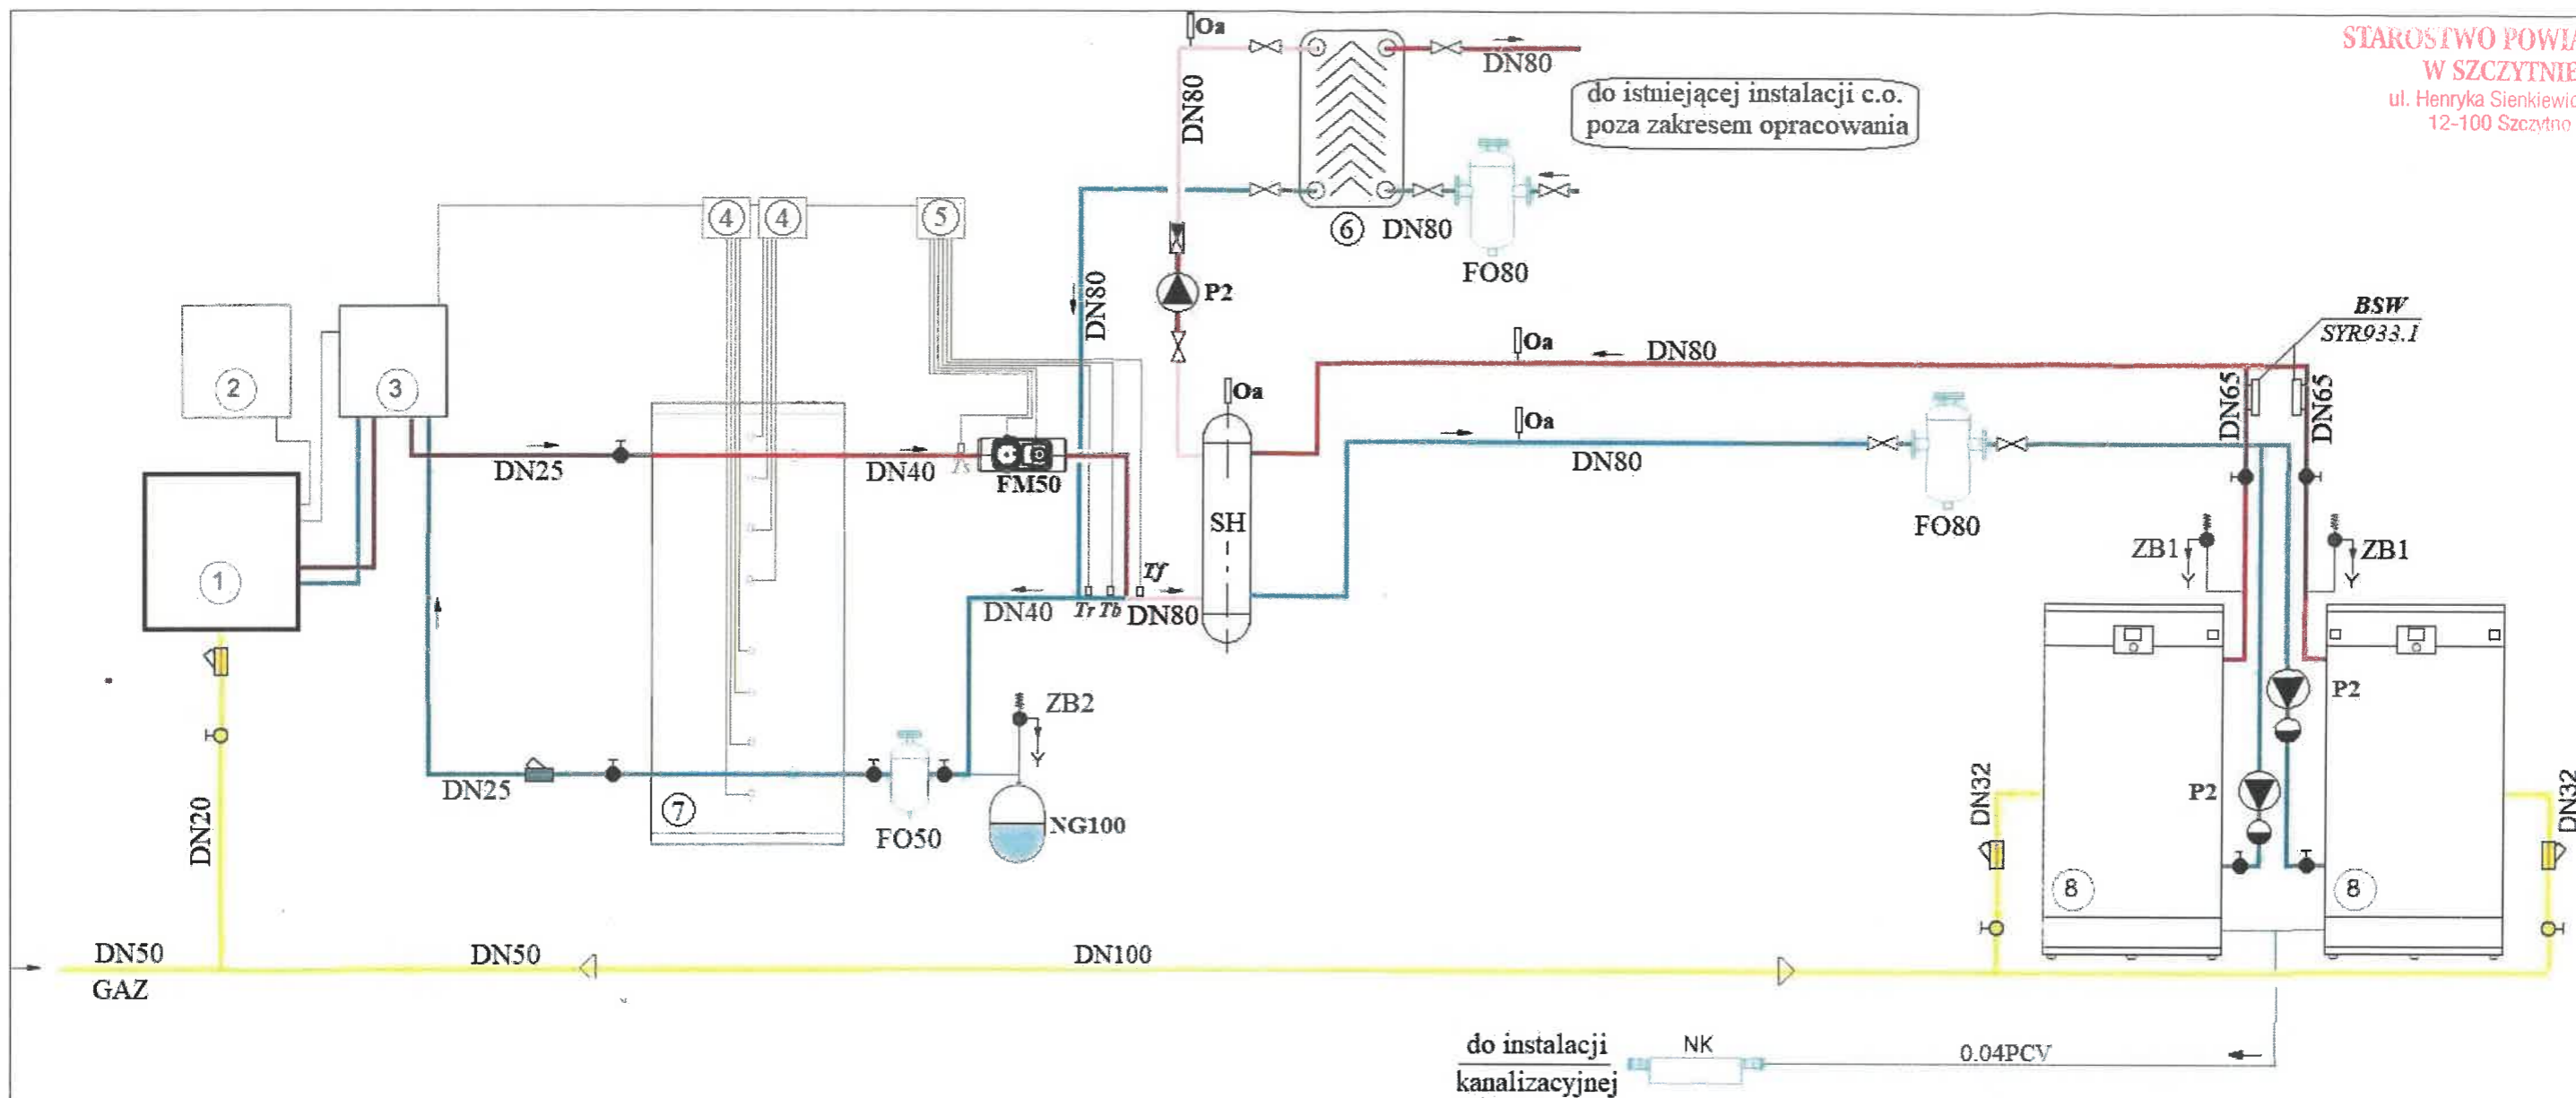 STAROSTWO
W SZCZYTNIE
ul. Henryka
12-100 Szczytno
Oa
DN80
DN80
do istniejącej instalacji c.o.
poza zakresem opracowania
4
4
5
6
DN80
FO80
DN80
P2
BSW
SYR933.1
2
3
Oa
DN80
DN65
DN65
Oa
Oa
DN80
DN25
DN40
Ts
FM50
SH
FO80
ZB1
ZB1
1
Tf
DN40
Tr
Tb
DN80
ZB2
P2
P2
DN25
7
FO50
NG100
DN20
DN32
DN32
8
8
DN50
DN50
DN100
GAZ
do instalacji
kanalizacyjnej
NK
0.04PCV